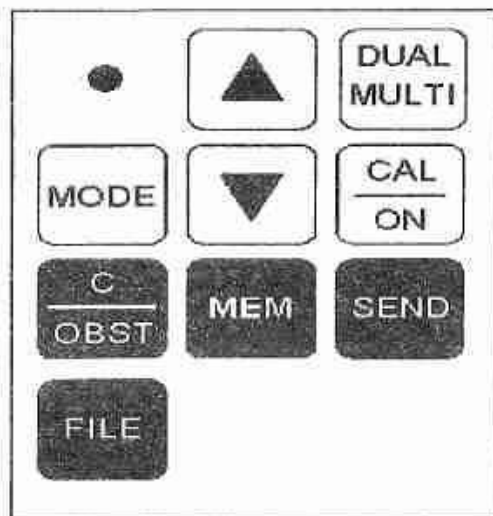 DUAL
MULTI
MODE
CAL
ON
C
OBST
MEM
SEND
FILE